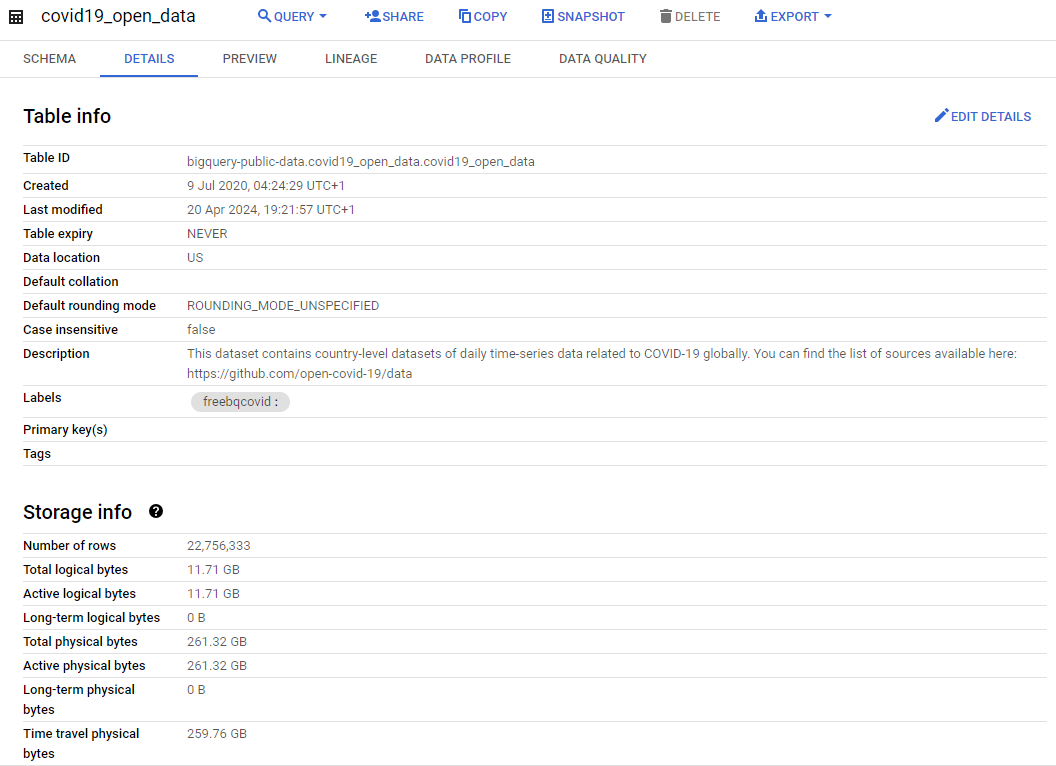 covid19_open_data QUERY SHARE COPY SNAPSHOT DELETE EXPORT
SCHEMA DETAILS PREVIEW LINEAGE DATA PROFILE DATA QUALITY
Table info EDIT DETAILS
Table ID bigquery-public-data.covid19_open_data.covid19_open_data
Created 9 Jul 2020, 04:24:29 UTC+1
Last modified 20 Apr 2024, 19:21:57 UTC+1
Table expiry NEVER
Data location US
Default collation
Default rounding mode ROUNDING_MODE_UNSPECIFIED
Case insensitive false
Description This dataset contains country-level datasets of daily time-series data related to COVID-19 globally. You can find the list of sources available here:
https://github.com/open-covid-19/data
Labels freebqcovid :
Primary key(s)
Tags
Storage info ?
Number of rows 22,756,333
Total logical bytes 11.71 GB
Active logical bytes 11.71 GB
Long-term logical bytes 0 B
Total physical bytes 261.32 GB
Active physical bytes 261.32 GB
Long-term physical 0 B
bytes
Time travel physical 259.76 GB
bytes